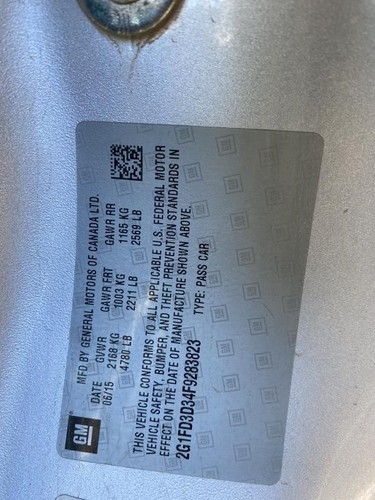 GM
MFD BY GENERAL MOTORS OF CANADA LTD.
DATE GVWR GAWR FRT GAWR RR
06/15 2168 KG 1003 KG 1165 KG
4780 LB 2211 LB 2569 LB
THIS VEHICLE CONFORMS TO ALL APPLICABLE U.S. FEDERAL MOTOR
VEHICLE SAFETY, BUMPER, AND THEFT PREVENTION STANDARDS IN
EFFECT ON THE DATE OF MANUFACTURE SHOWN ABOVE.
2G1FD3D34F9283823 TYPE: PASS CAR